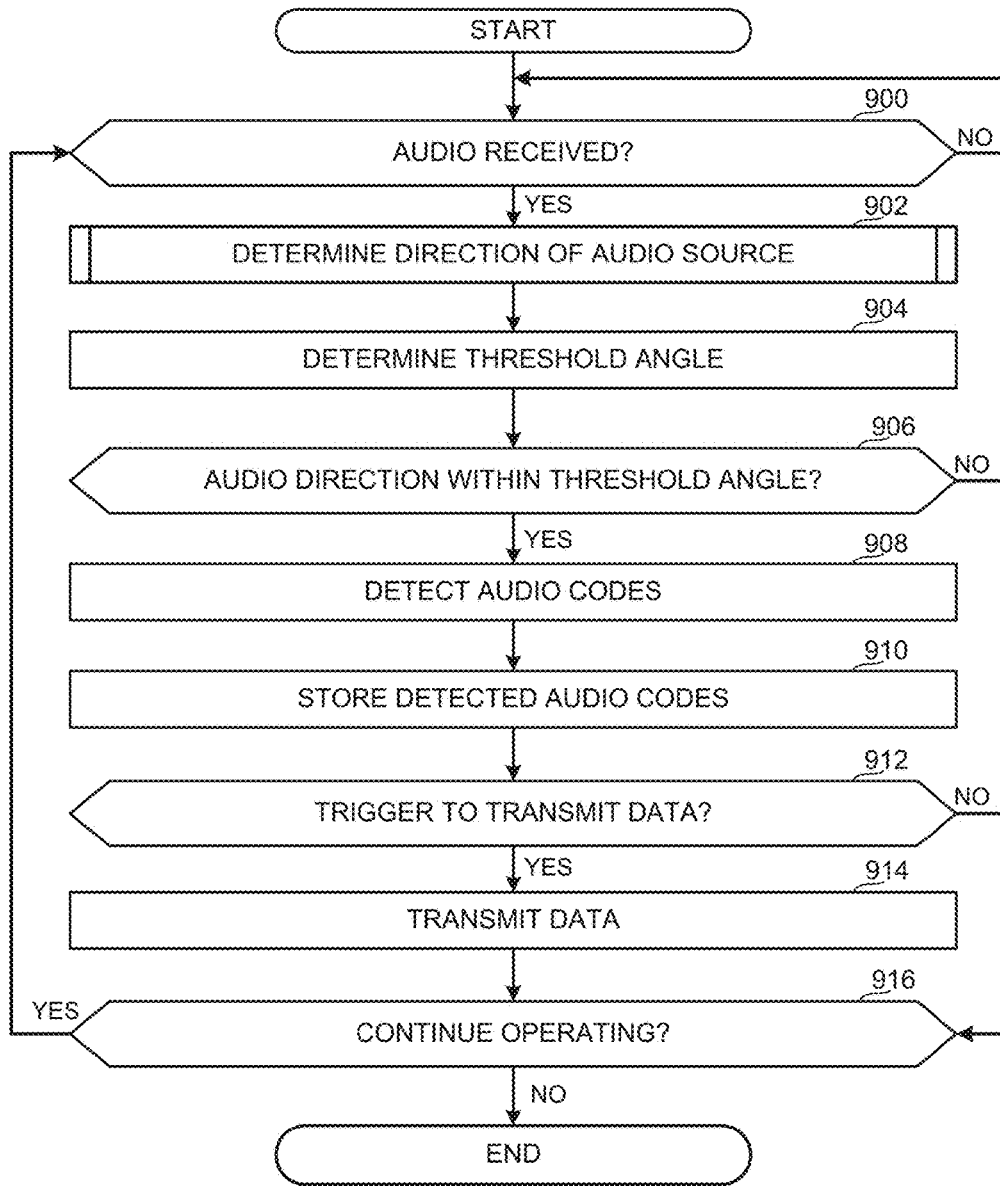 START
900
AUDIO RECEIVED?
NO
YES
902
DETERMINE DIRECTION OF AUDIO SOURCE
904
DETERMINE THRESHOLD ANGLE
906
AUDIO DIRECTION WITHIN THRESHOLD ANGLE?
NO
YES
908
DETECT AUDIO CODES
910
STORE DETECTED AUDIO CODES
912
TRIGGER TO TRANSMIT DATA?
NO
YES
914
TRANSMIT DATA
916
YES
CONTINUE OPERATING?
NO
END